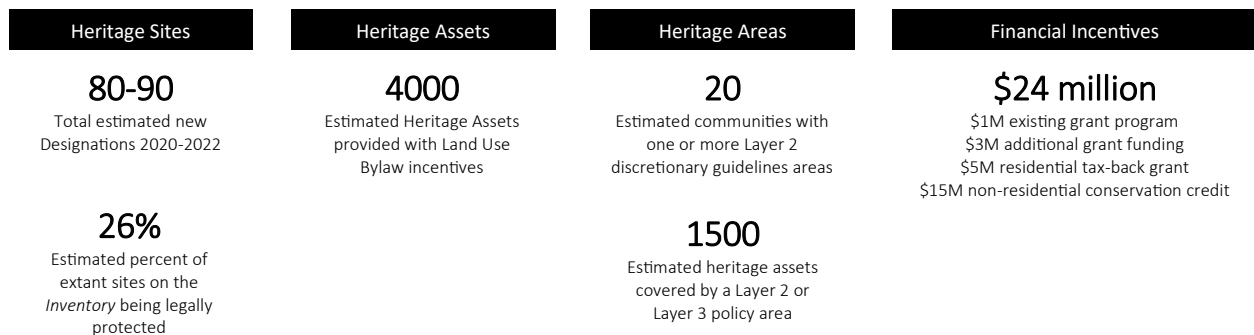 Heritage Sites
80-90
Total estimated new
Designations 2020-2022
26%
Estimated percent of
extant sites on the
Inventory being legally
protected
Heritage Assets
4000
Estimated Heritage Assets
provided with Land Use
Bylaw incentives
Heritage Areas
20
Estimated communities with
one or more Layer 2
discretionary guidelines areas
1500
Estimated heritage assets
covered by a Layer 2 or
Layer 3 policy area
Financial Incentives
$24 million
$1M existing grant program
$3M additional grant funding
$5M residential tax-back grant
$15M non-residential conservation credit